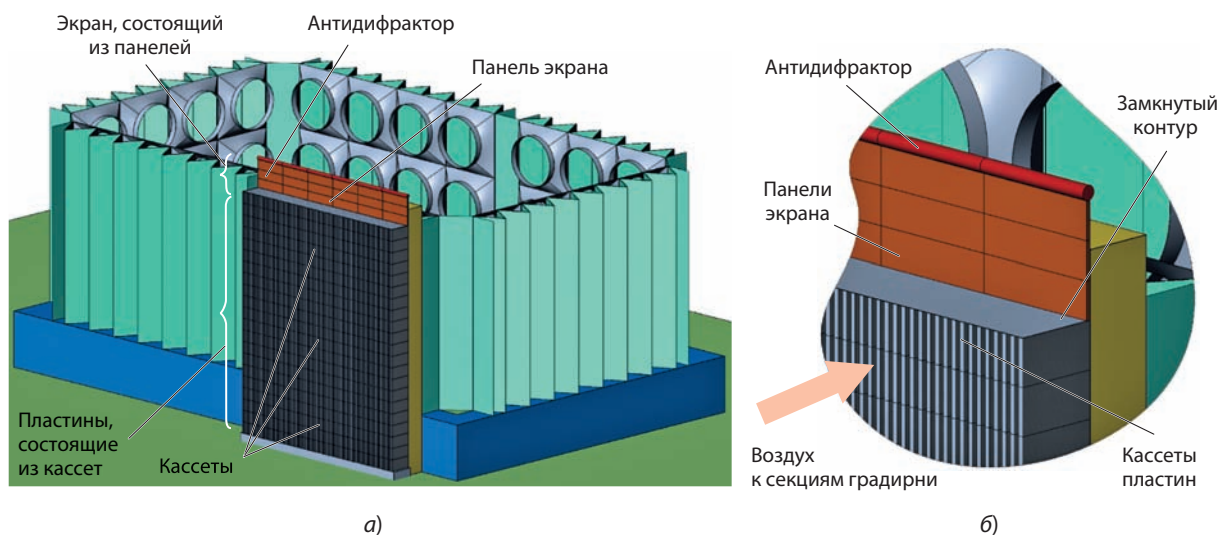 Экран, состоящий
из панелей
Антидифрактор
Панель экрана
Пластины,
состоящие
из кассет
Кассеты
а)
Антидифрактор
Замкнутый
контур
Панели
экрана
Воздух
к секциям градирни
Кассеты
пластин
б)